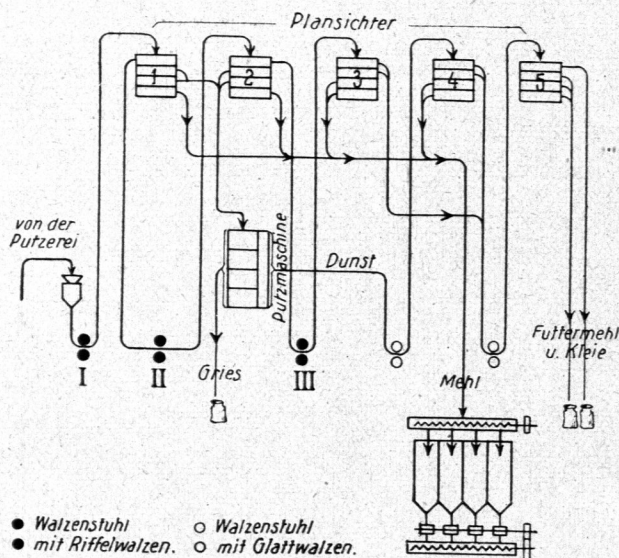 Plansichter
1
2
3
4
5
von der
Putzerei
Putzmaschine
Dunst
Futtermehl
u. Kleie
I
II
Gries
III
Mehl
Walzenstuhl
mit Riffelwalzen.
Walzenstuhl
mit Glattwalzen.